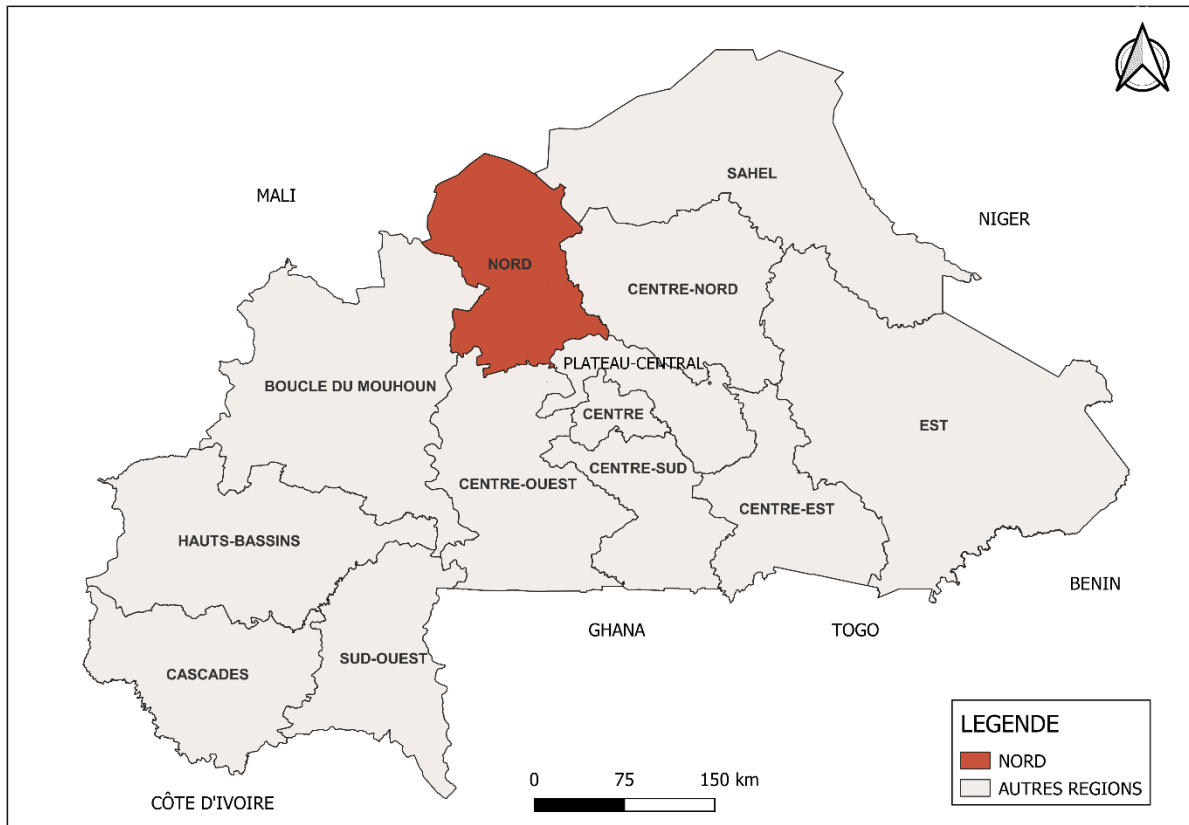 SAHEL
MALI
NIGER
NORD
CENTRE-NORD
PLATEAU-CENTRAL
BOUCLE DU MOUHOUN
CENTRE
EST
CENTRE-SUD
CENTRE-OUEST
CENTRE-EST
HAUTS-BASSINS
BENIN
GHANA
TOGO
SUD-OUEST
CASCADES
LEGENDE
NORD
AUTRES REGIONS
0 75 150 km
CÔTE D'IVOIRE